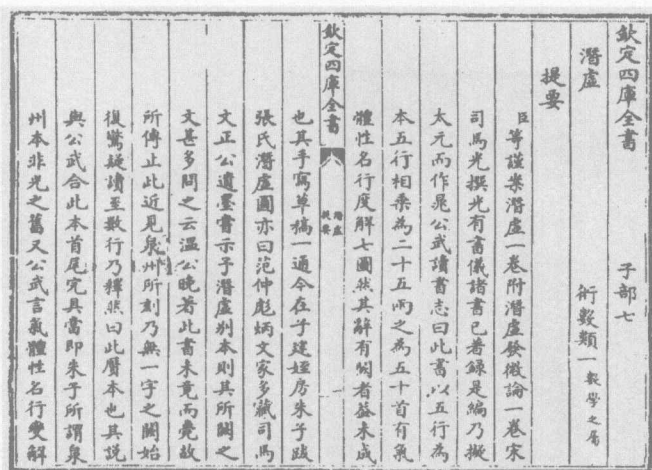 欽定四庫全書 子部七
潛虛 術數類一數學之屬
提要
臣等謹案潛虛一卷附潛虛發微論一卷宋
司馬光撰光有書儀諸書已著錄是編乃擬
太元而作晁公武讀書志曰此書以五行為
本五行相乗為二十五兩之為五十首有氣
體性名行變解七圖然其辭有闕者蓋未成
欽定四庫全書 潛虛 提要 一
也其手寫草稿一通今在子建姪房朱子跋
張氏潛虛圖亦曰范仲彪炳文家多藏司馬
文正公遺墨嘗示予潛虛别本則其所闕之
文甚多問之云溫公晚著此書未竟而薨故
所傳止此近見泉州所刻乃無一字之闕始
復驚疑讀至數行乃釋然曰此贗本也其説
與公武合此本首尾完具當即朱子所謂泉
州本非光之舊又公武言氣體性名行變解